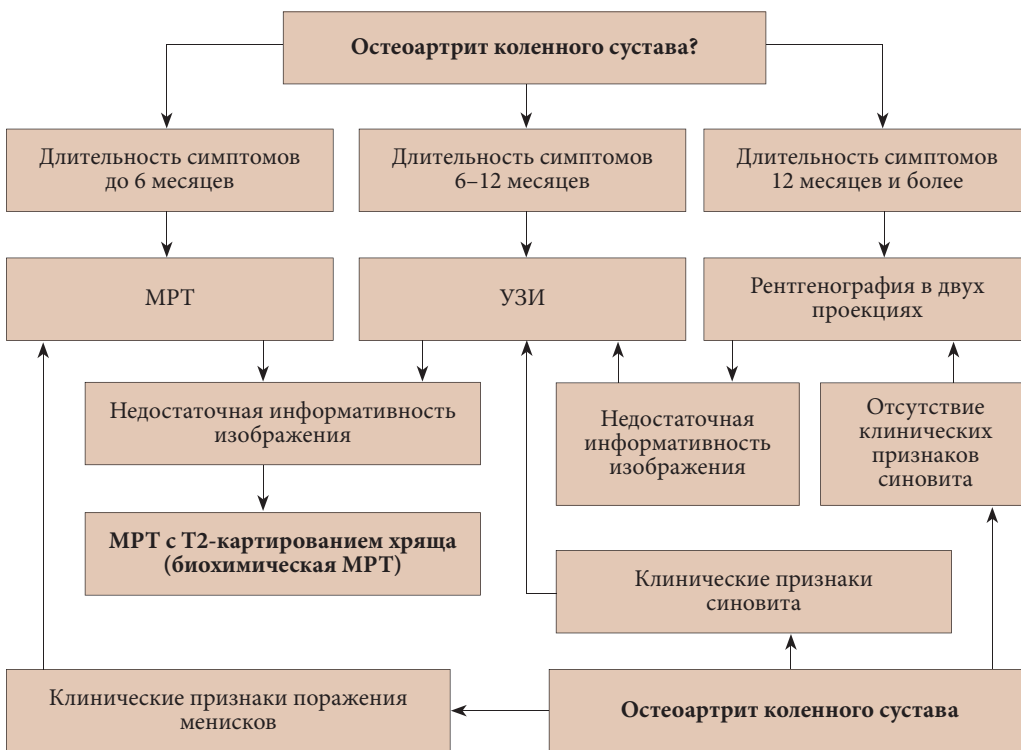 Остеоартрит коленного сустава?
Длительность симптомов
до 6 месяцев
Длительность симптомов
6–12 месяцев
Длительность симптомов
12 месяцев и более
МРТ
УЗИ
Рентгенография в двух
проекциях
Недостаточная информативность
изображения
Недостаточная
информативность
изображения
Отсутствие
клинических
признаков
синовита
МРТ с Т2-картированием хряща
(биохимическая МРТ)
Клинические признаки
синовита
Клинические признаки поражения
менисков
Остеоартрит коленного сустава